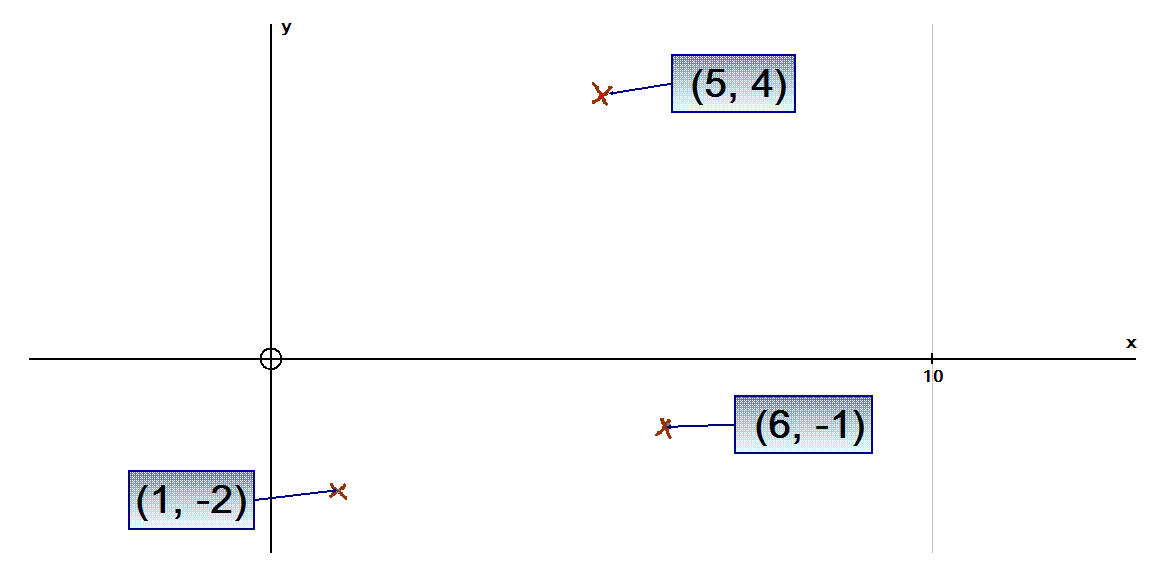 y
(5, 4)
x
10
(6, -1)
(1, -2)